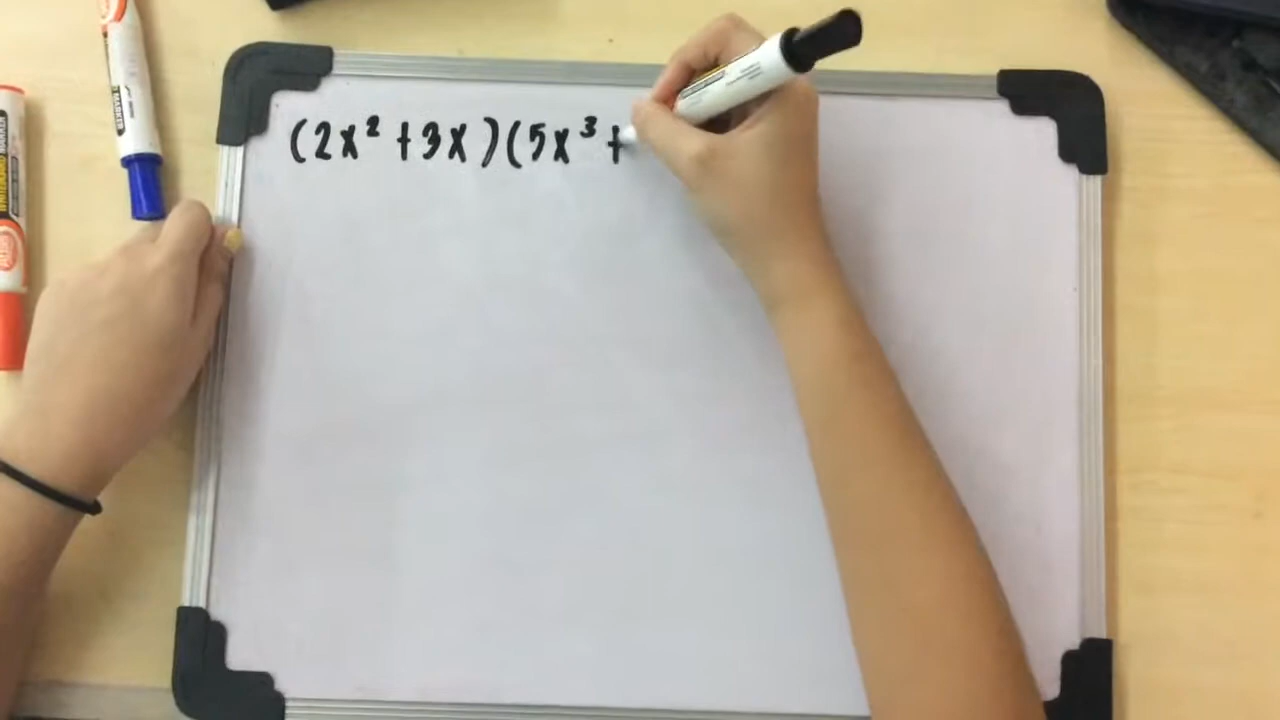 (2x² + 3x)(5x³ +